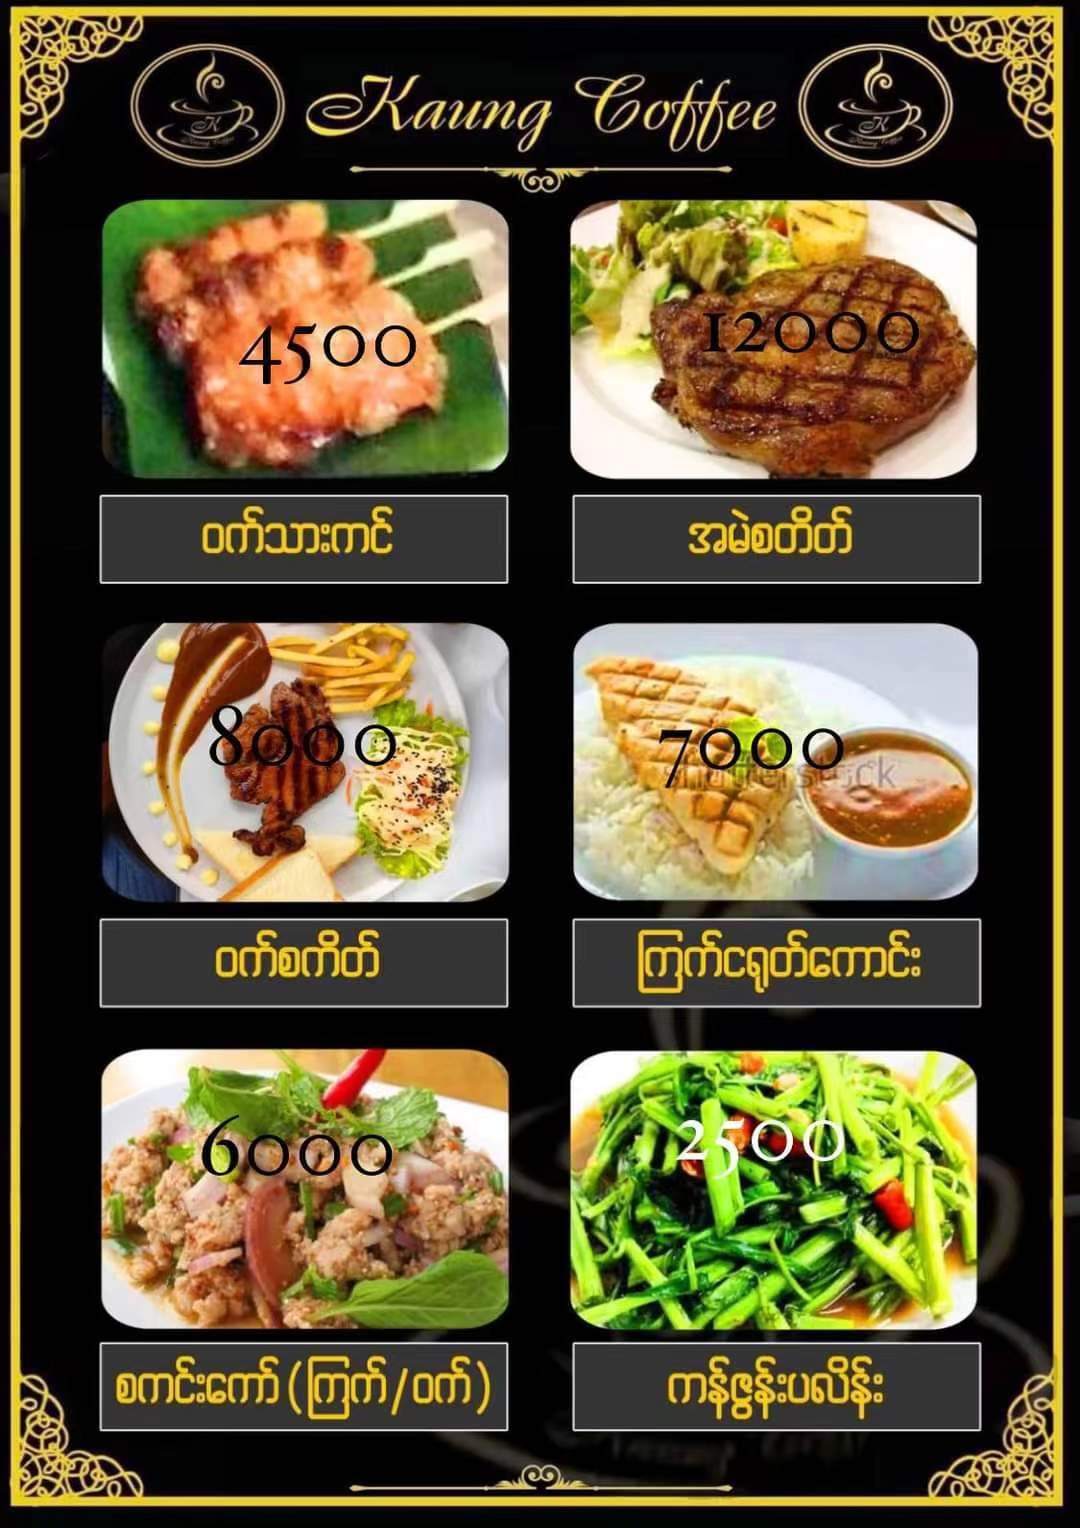 Kaung Coffee
4500
12000
ဝက်သားကင်
အမဲစတိတ်
8000
7000
shutterstock
ဝက်စကိတ်
ကြက်ငရုတ်ကောင်း
6000
2500
စကင်းကော် (ကြက်/ဝက်)
ကန်ဇွန်းပလိန်း